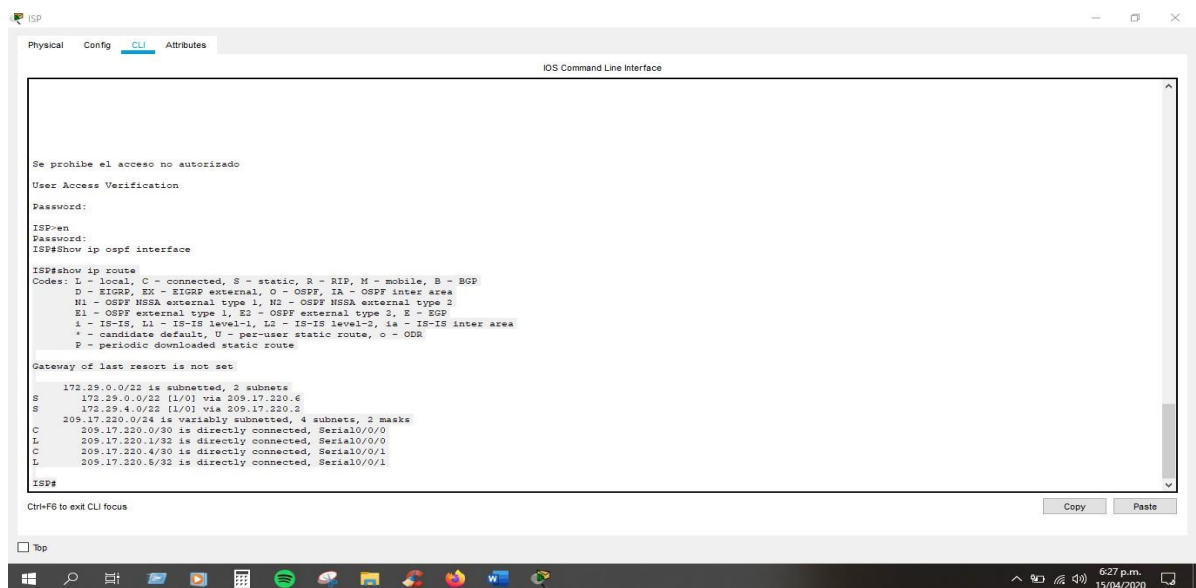 ISP
Physical Config CLI Attributes
IOS Command Line Interface
Se prohibe el acceso no autorizado
User Access Verification
Password:
ISP>en
Password:
ISP#Show ip ospf interface
ISP#show ip route
Codes: L - local, C - connected, S - static, R - RIP, M - mobile, B - BGP
D - EIGRP, EX - EIGRP external, O - OSPF, IA - OSPF inter area
N1 - OSPF NSSA external type 1, N2 - OSPF NSSA external type 2
E1 - OSPF external type 1, E2 - OSPF external type 2, E - EGP
i - IS-IS, L1 - IS-IS level-1, L2 - IS-IS level-2, ia - IS-IS inter area
* - candidate default, U - per-user static route, o - ODR
P - periodic downloaded static route
Gateway of last resort is not set
172.29.0.0/22 is subnetted, 2 subnets
S 172.29.0.0/22 [1/0] via 209.17.220.6
S 172.29.4.0/22 [1/0] via 209.17.220.2
209.17.220.0/24 is variably subnetted, 4 subnets, 2 masks
C 209.17.220.0/30 is directly connected, Serial0/0/0
L 209.17.220.1/32 is directly connected, Serial0/0/0
C 209.17.220.4/30 is directly connected, Serial0/0/1
L 209.17.220.5/32 is directly connected, Serial0/0/1
ISP#
Ctrl+F6 to exit CLI focus
Copy Paste
Top
6:27 p.m.
15/04/2020